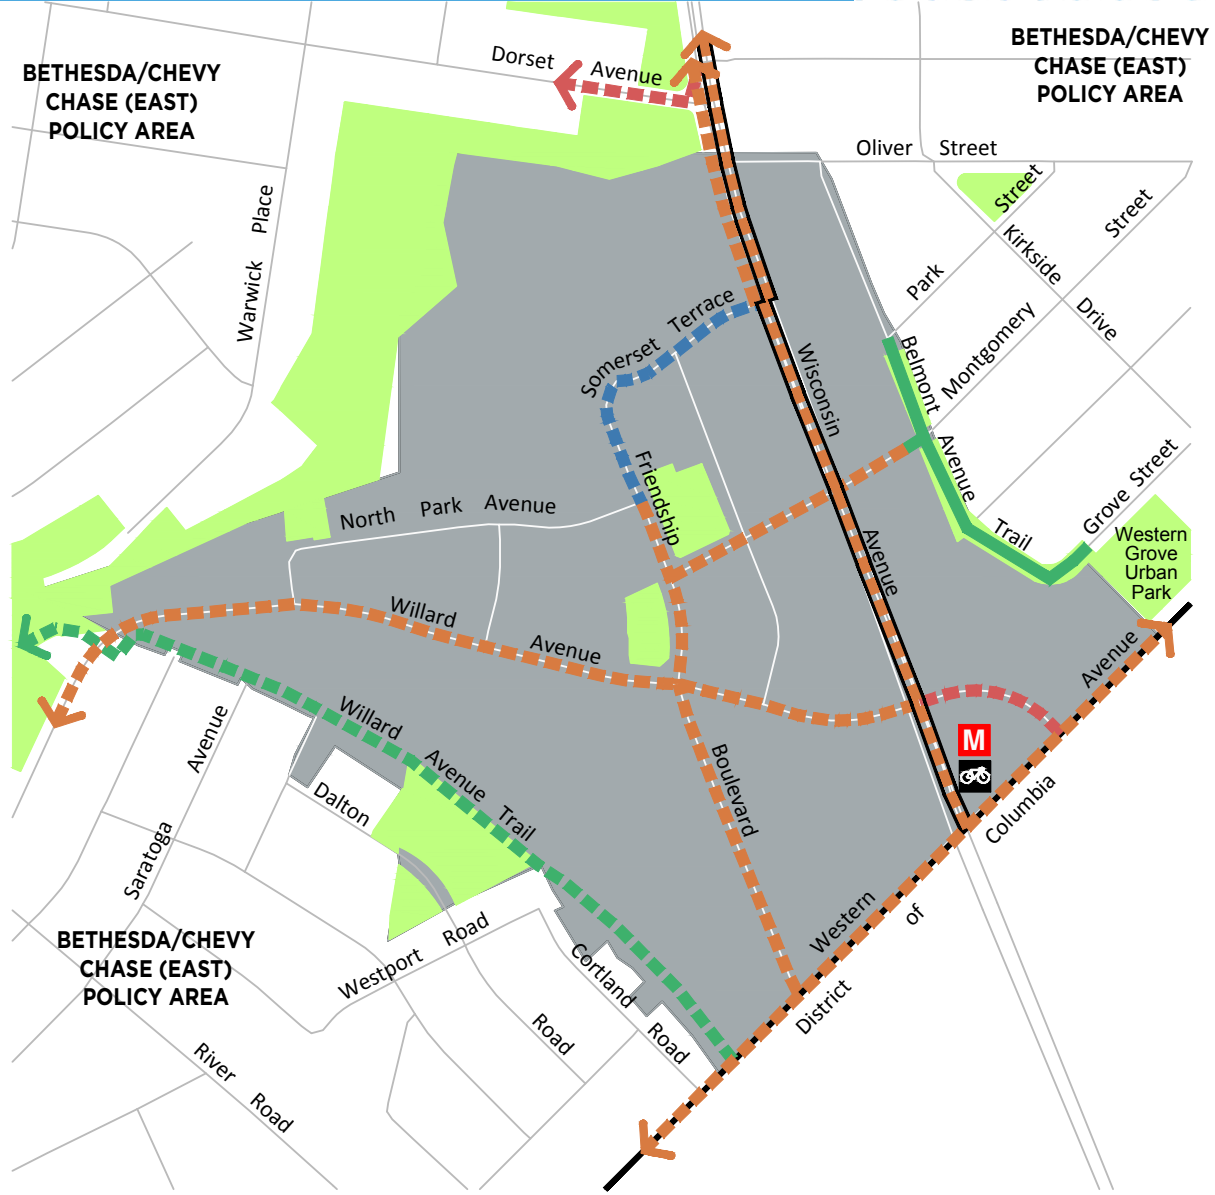 BETHESDA/CHEVY
CHASE (EAST)
POLICY AREA
Dorset Avenue
BETHESDA/CHEVY
CHASE (EAST)
POLICY AREA
Oliver Street
Warwick Place
Park Street
Kirkside Drive
Montgomery Street
Somerset Terrace
Wisconsin Avenue
Belmont Avenue Trail
Grove Street
Friendship Boulevard
North Park Avenue
Western
Grove
Urban
Park
Willard Avenue
Willard Avenue Trail
Western Avenue
M
District of Columbia
Saratoga Avenue
Dalton Road
Westport Road
Cortland Road
BETHESDA/CHEVY
CHASE (EAST)
POLICY AREA
River Road